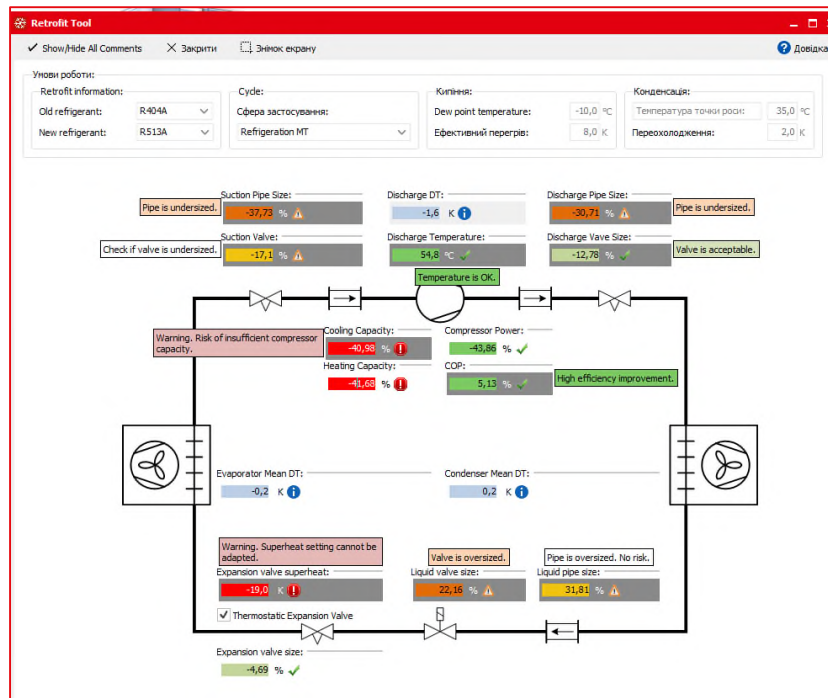 Retrofit Tool
Show/Hide All Comments Закрити Знімок екрану Довідка
Умови роботи:
Retrofit information: Cycle: Кипіння: Конденсація:
Old refrigerant: R404A Сфера застосування: Dew point temperature: -10,0 °C Температура точки роси: 35,0 °C
New refrigerant: R513A Refrigeration MT Ефективний перегрів: 8,0 K Переохолодження: 2,0 K
Suction Pipe Size: Discharge DT: Discharge Pipe Size:
Pipe is undersized. -37,73 % -1,6 K -30,71 % Pipe is undersized.
Suction Valve: Discharge Temperature: Discharge Vave Size:
Check if valve is undersized. -17,1 % 54,8 °C -12,78 % Valve is acceptable.
Temperature is OK.
Cooling Capacity: Compressor Power:
Warning. Risk of insufficient compressor
capacity.
-40,98 % -43,86 %
Heating Capacity: COP:
-41,68 % 5,13 % High efficiency improvement.
Evaporator Mean DT: Condenser Mean DT:
-0,2 K 0,2 K
Warning. Superheat setting cannot be
adapted.
Valve is oversized. Pipe is oversized. No risk.
Expansion valve superheat: Liquid valve size: Liquid pipe size:
-19,0 K 22,16 % 31,81 %
Thermostatic Expansion Valve
Expansion valve size:
-4,69 %